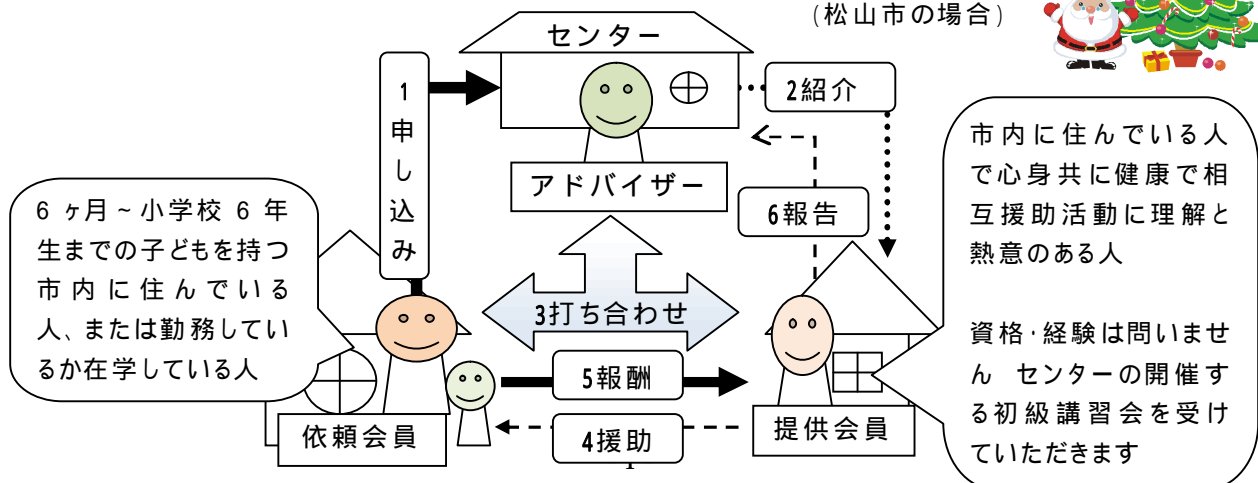 (松山市の場合)
センター
1申し込み
2紹介
アドバイザー
6報告
3打ち合わせ
5報酬
4援助
依頼会員
提供会員
6ヶ月~小学校6年
生までの子どもを持つ
市内に住んでいる
人、または勤務してい
るか在学している人
市内に住んでいる人
で心身共に健康で相
互援助活動に理解と
熱意のある人
資格・経験は問いませ
ん センターの開催す
る初級講習会を受け
ていただきます